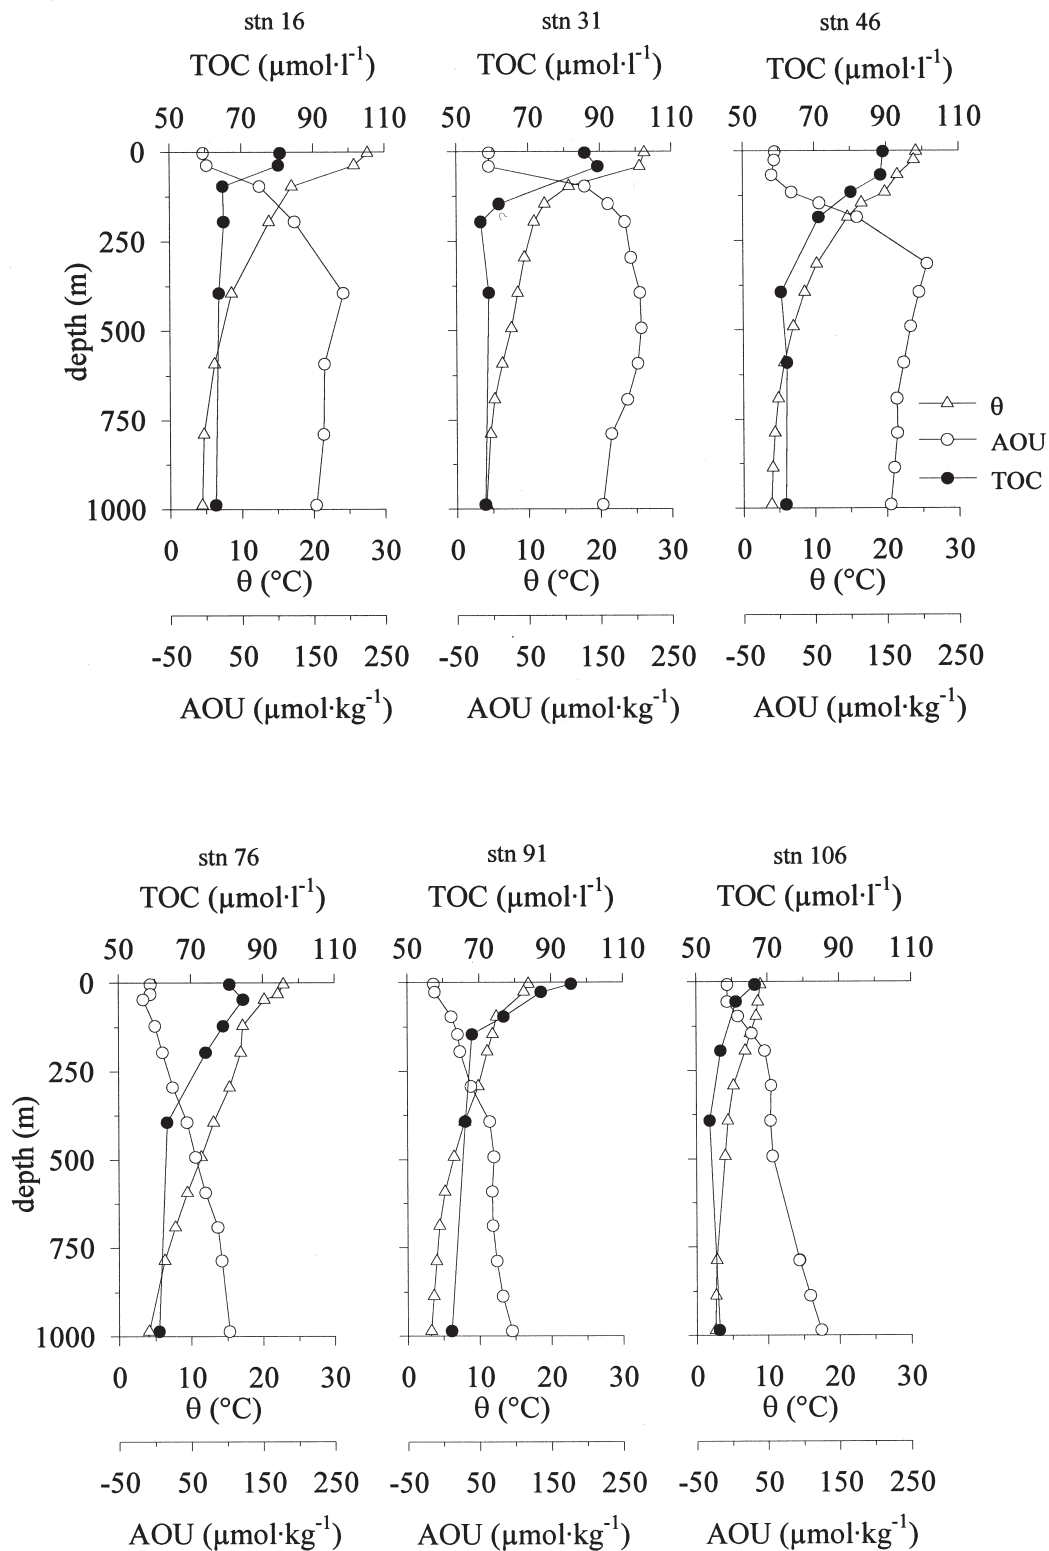 stn 16 stn 31 stn 46
TOC (µmol·l-1) TOC (µmol·l-1) TOC (µmol·l-1)
50 70 90 110 50 70 90 110 50 70 90 110
0
250
500
750
1000
depth (m)
θ
AOU
TOC
0 10 20 30 0 10 20 30 0 10 20 30
θ (°C) θ (°C) θ (°C)
-50 50 150 250 -50 50 150 250 -50 50 150 250
AOU (µmol·kg-1) AOU (µmol·kg-1) AOU (µmol·kg-1)
stn 76 stn 91 stn 106
TOC (µmol·l-1) TOC (µmol·l-1) TOC (µmol·l-1)
50 70 90 110 50 70 90 110 50 70 90 110
0
250
500
750
1000
depth (m)
0 10 20 30 0 10 20 30 0 10 20 30
θ (°C) θ (°C) θ (°C)
-50 50 150 250 -50 50 150 250 -50 50 150 250
AOU (µmol·kg-1) AOU (µmol·kg-1) AOU (µmol·kg-1)